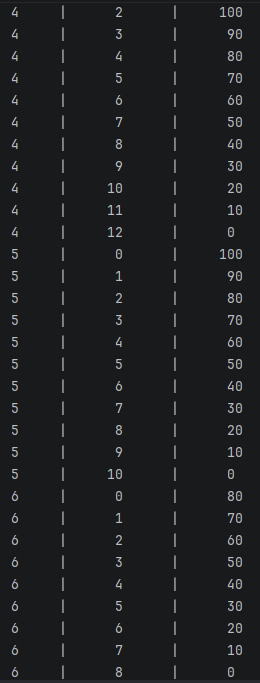 4 | 2 | 100
4 | 3 | 90
4 | 4 | 80
4 | 5 | 70
4 | 6 | 60
4 | 7 | 50
4 | 8 | 40
4 | 9 | 30
4 | 10 | 20
4 | 11 | 10
4 | 12 | 0
5 | 0 | 100
5 | 1 | 90
5 | 2 | 80
5 | 3 | 70
5 | 4 | 60
5 | 5 | 50
5 | 6 | 40
5 | 7 | 30
5 | 8 | 20
5 | 9 | 10
5 | 10 | 0
6 | 0 | 80
6 | 1 | 70
6 | 2 | 60
6 | 3 | 50
6 | 4 | 40
6 | 5 | 30
6 | 6 | 20
6 | 7 | 10
6 | 8 | 0